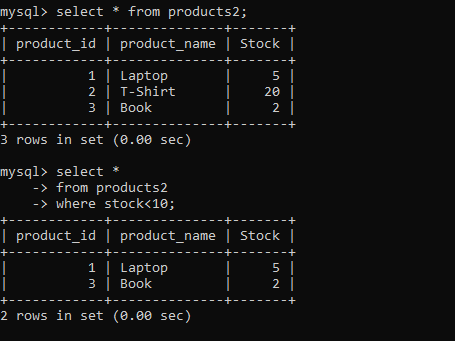 mysql> select * from products2;
+------------+--------------+-------+
| product_id | product_name | Stock |
+------------+--------------+-------+
|          1 | Laptop       |     5 |
|          2 | T-Shirt      |    20 |
|          3 | Book         |     2 |
+------------+--------------+-------+
3 rows in set (0.00 sec)

mysql> select *
    -> from products2
    -> where stock<10;
+------------+--------------+-------+
| product_id | product_name | Stock |
+------------+--------------+-------+
|          1 | Laptop       |     5 |
|          3 | Book         |     2 |
+------------+--------------+-------+
2 rows in set (0.00 sec)